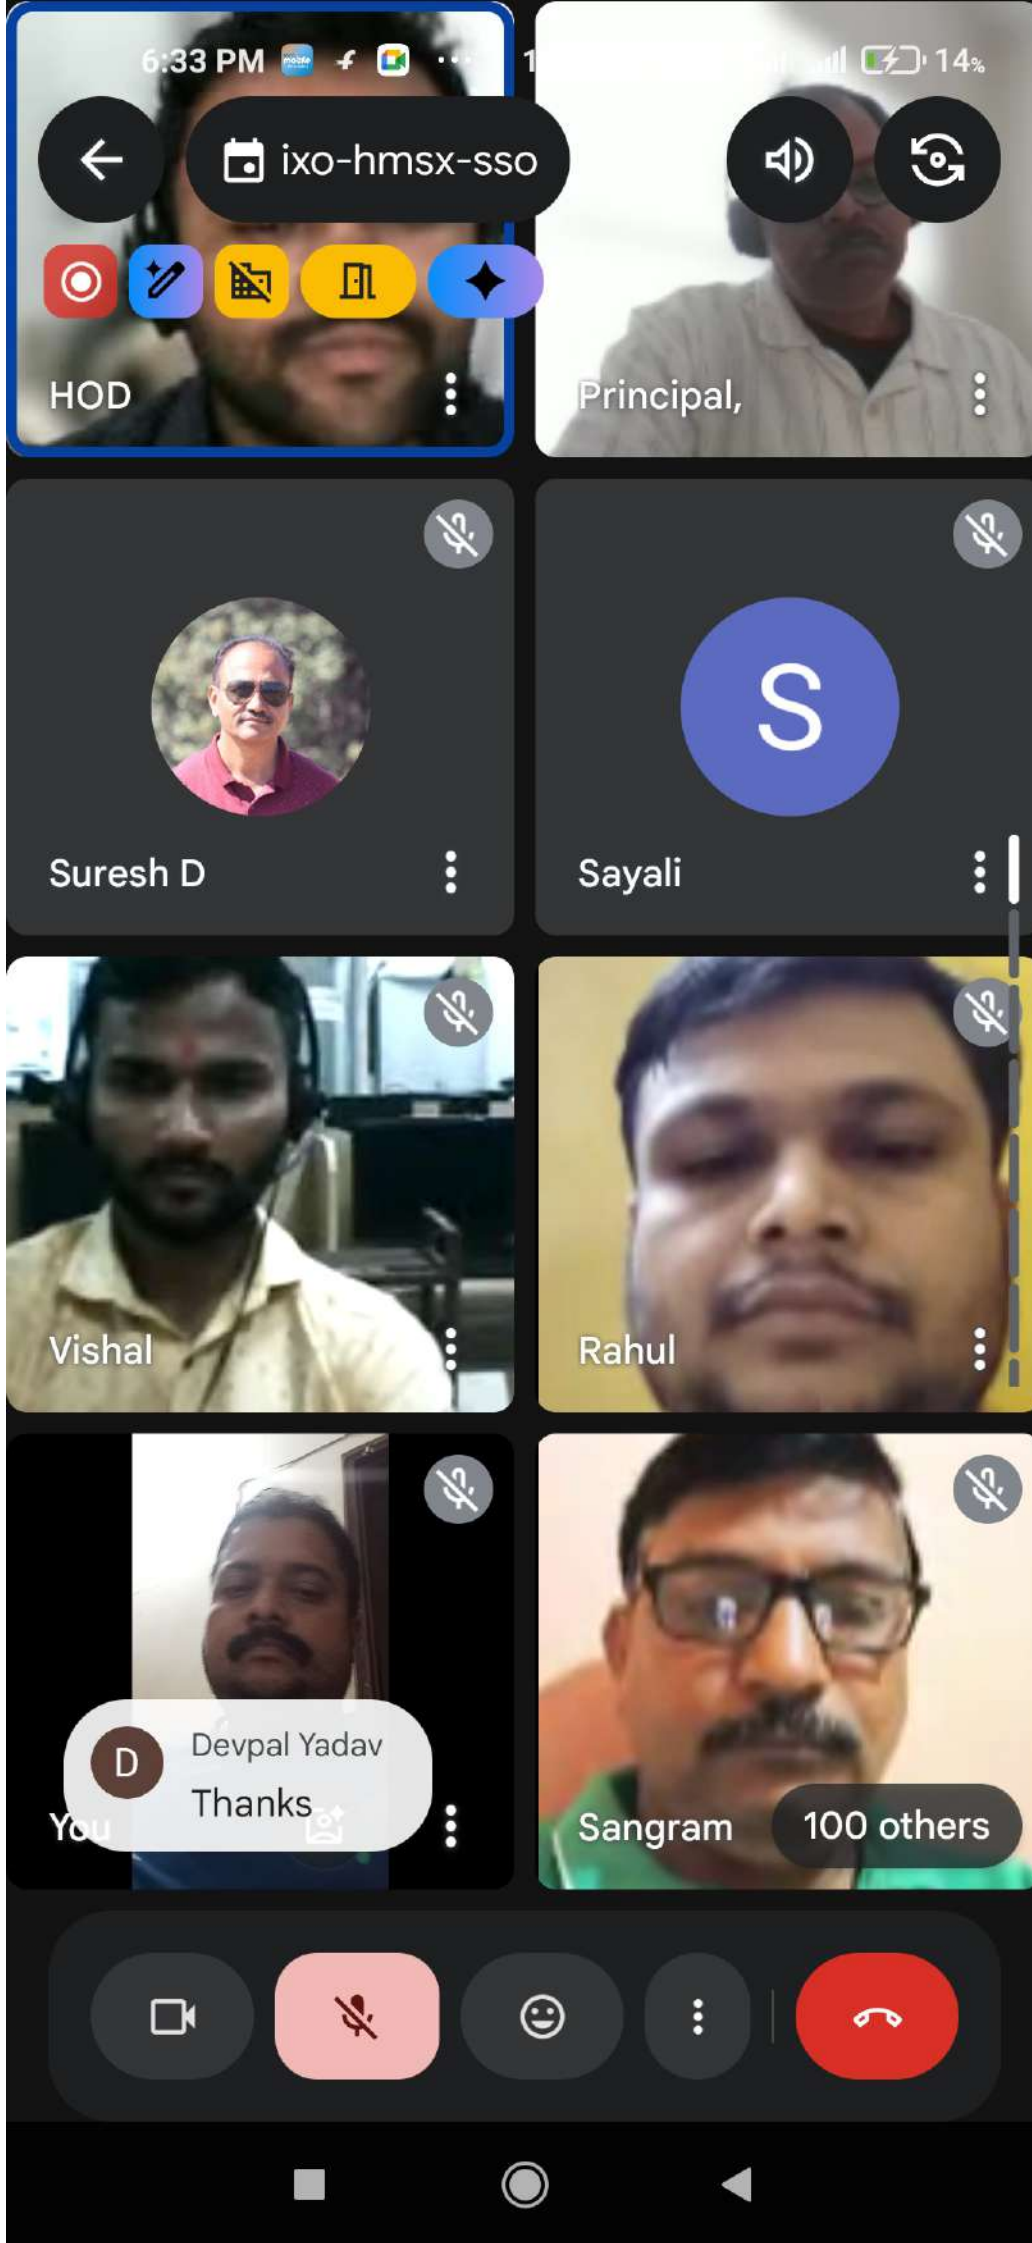 6:33 PM
14%
ixo-hmsx-sso
HOD
Principal,
Suresh D
S
Sayali
Vishal
Rahul
D
Devpal Yadav
Thanks
You
Sangram
100 others